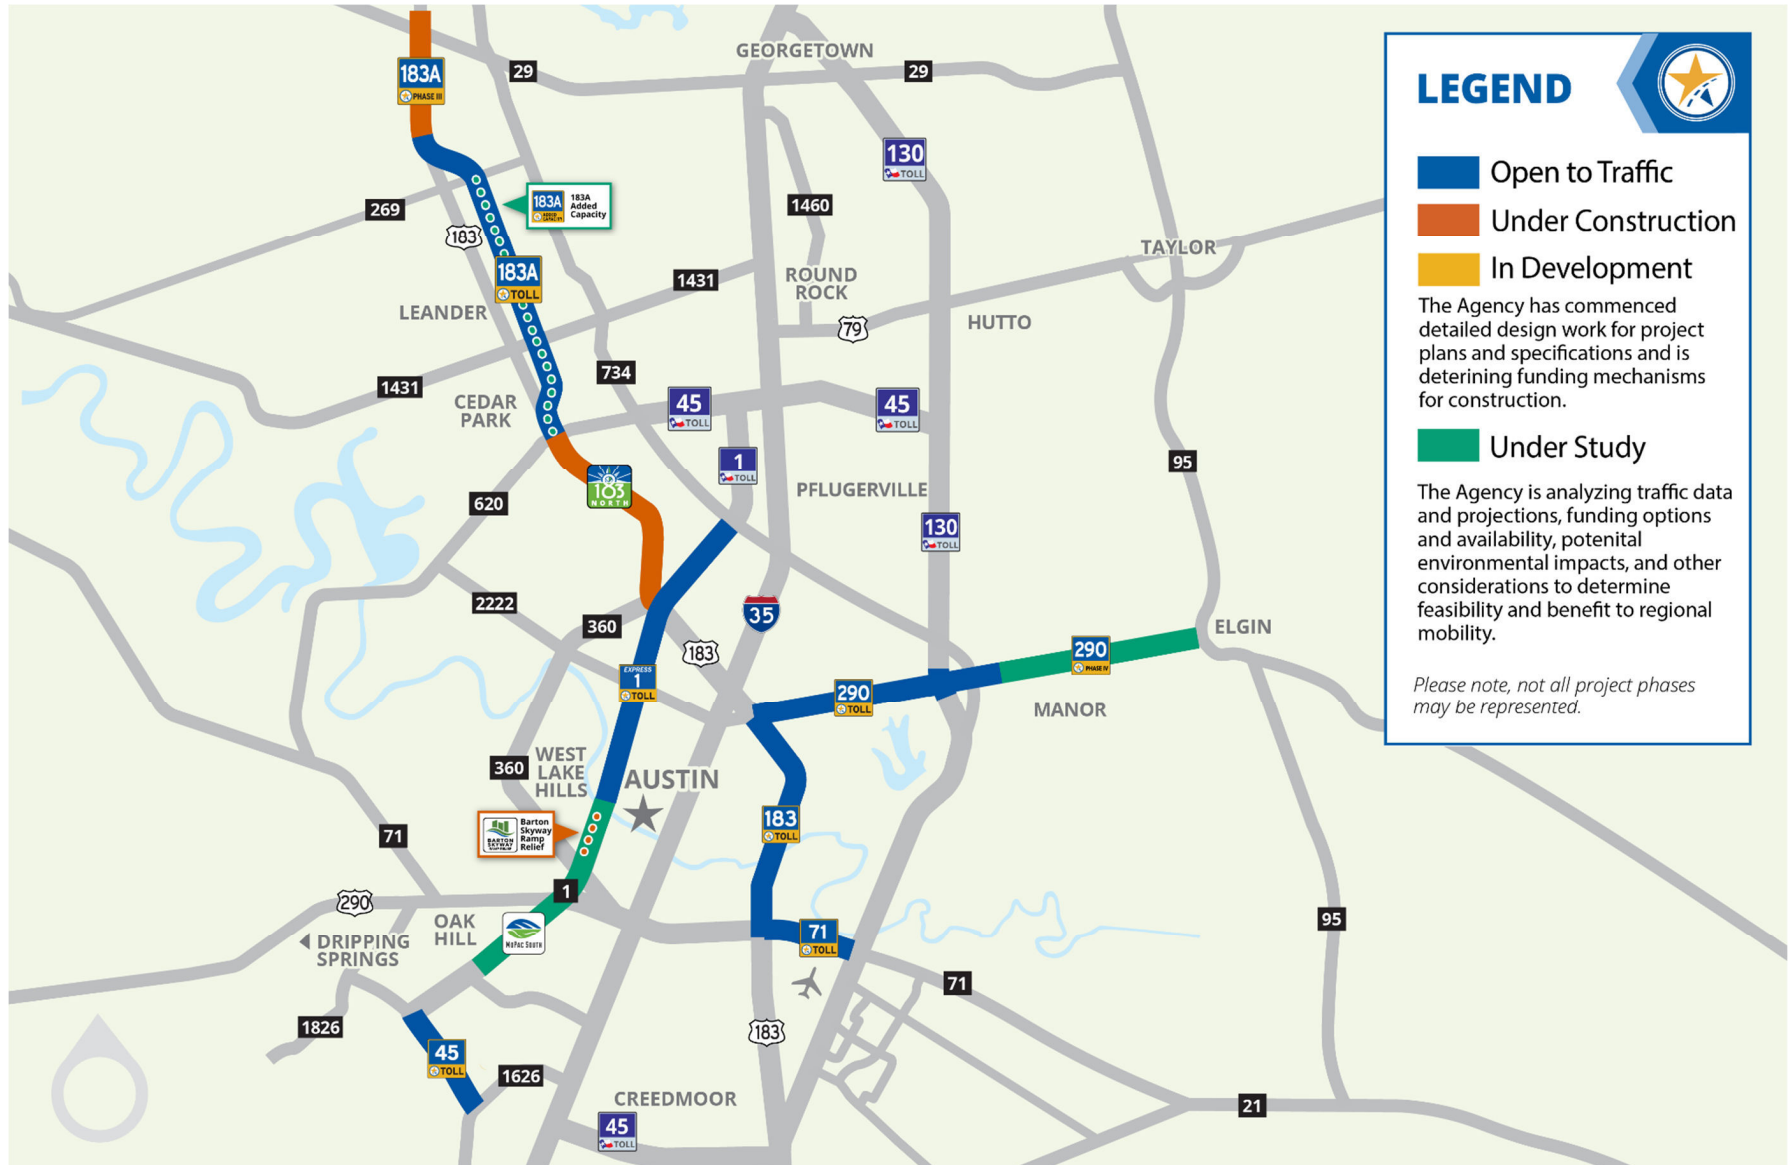 GEORGETOWN
29
29
183A
PHASE III
130
TOLL
269
183
183A
ADDED
CAPACITY
183A
Added
Capacity
1460
183A
TOLL
TAYLOR
1431
ROUND
ROCK
LEANDER
79
HUTTO
734
1431
CEDAR
PARK
45
TOLL
45
TOLL
1
TOLL
95
183
NORTH
PFLUGERVILLE
620
130
TOLL
2222
360
35
183
ELGIN
290
PHASE IV
EXPRESS
1
TOLL
290
TOLL
MANOR
360
WEST
LAKE
HILLS
AUSTIN
183
TOLL
BARTON
SKYWAY
Barton
Skyway
Ramp
Relief
71
1
290
OAK
HILL
MOPAC SOUTH
71
TOLL
95
DRIPPING
SPRINGS
71
1826
183
45
TOLL
1626
CREEDMOOR
45
TOLL
21
LEGEND
Open to Traffic
Under Construction
In Development
The Agency has commenced
detailed design work for project
plans and specifications and is
deterining funding mechanisms
for construction.
Under Study
The Agency is analyzing traffic data
and projections, funding options
and availability, potenital
environmental impacts, and other
considerations to determine
feasibility and benefit to regional
mobility.
Please note, not all project phases
may be represented.